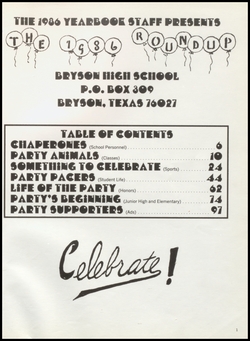 THE 1986 YEARBOOK STAFF PRESENTS
THE 1986 ROUNDUP
BRYSON HIGH SCHOOL
P.O. BOX 309
BRYSON, TEXAS 76027
TABLE OF CONTENTS
CHAPERONES (School Personnel) 6
PARTY ANIMALS (Classes) 10
SOMETHING TO CELEBRATE (Sports) 24
PARTY PACERS (Student Life) 44
LIFE OF THE PARTY (Honors) 62
PARTY'S BEGINNING (Junior High and Elementary) 74
PARTY SUPPORTERS (Ads) 97
Celebrate!